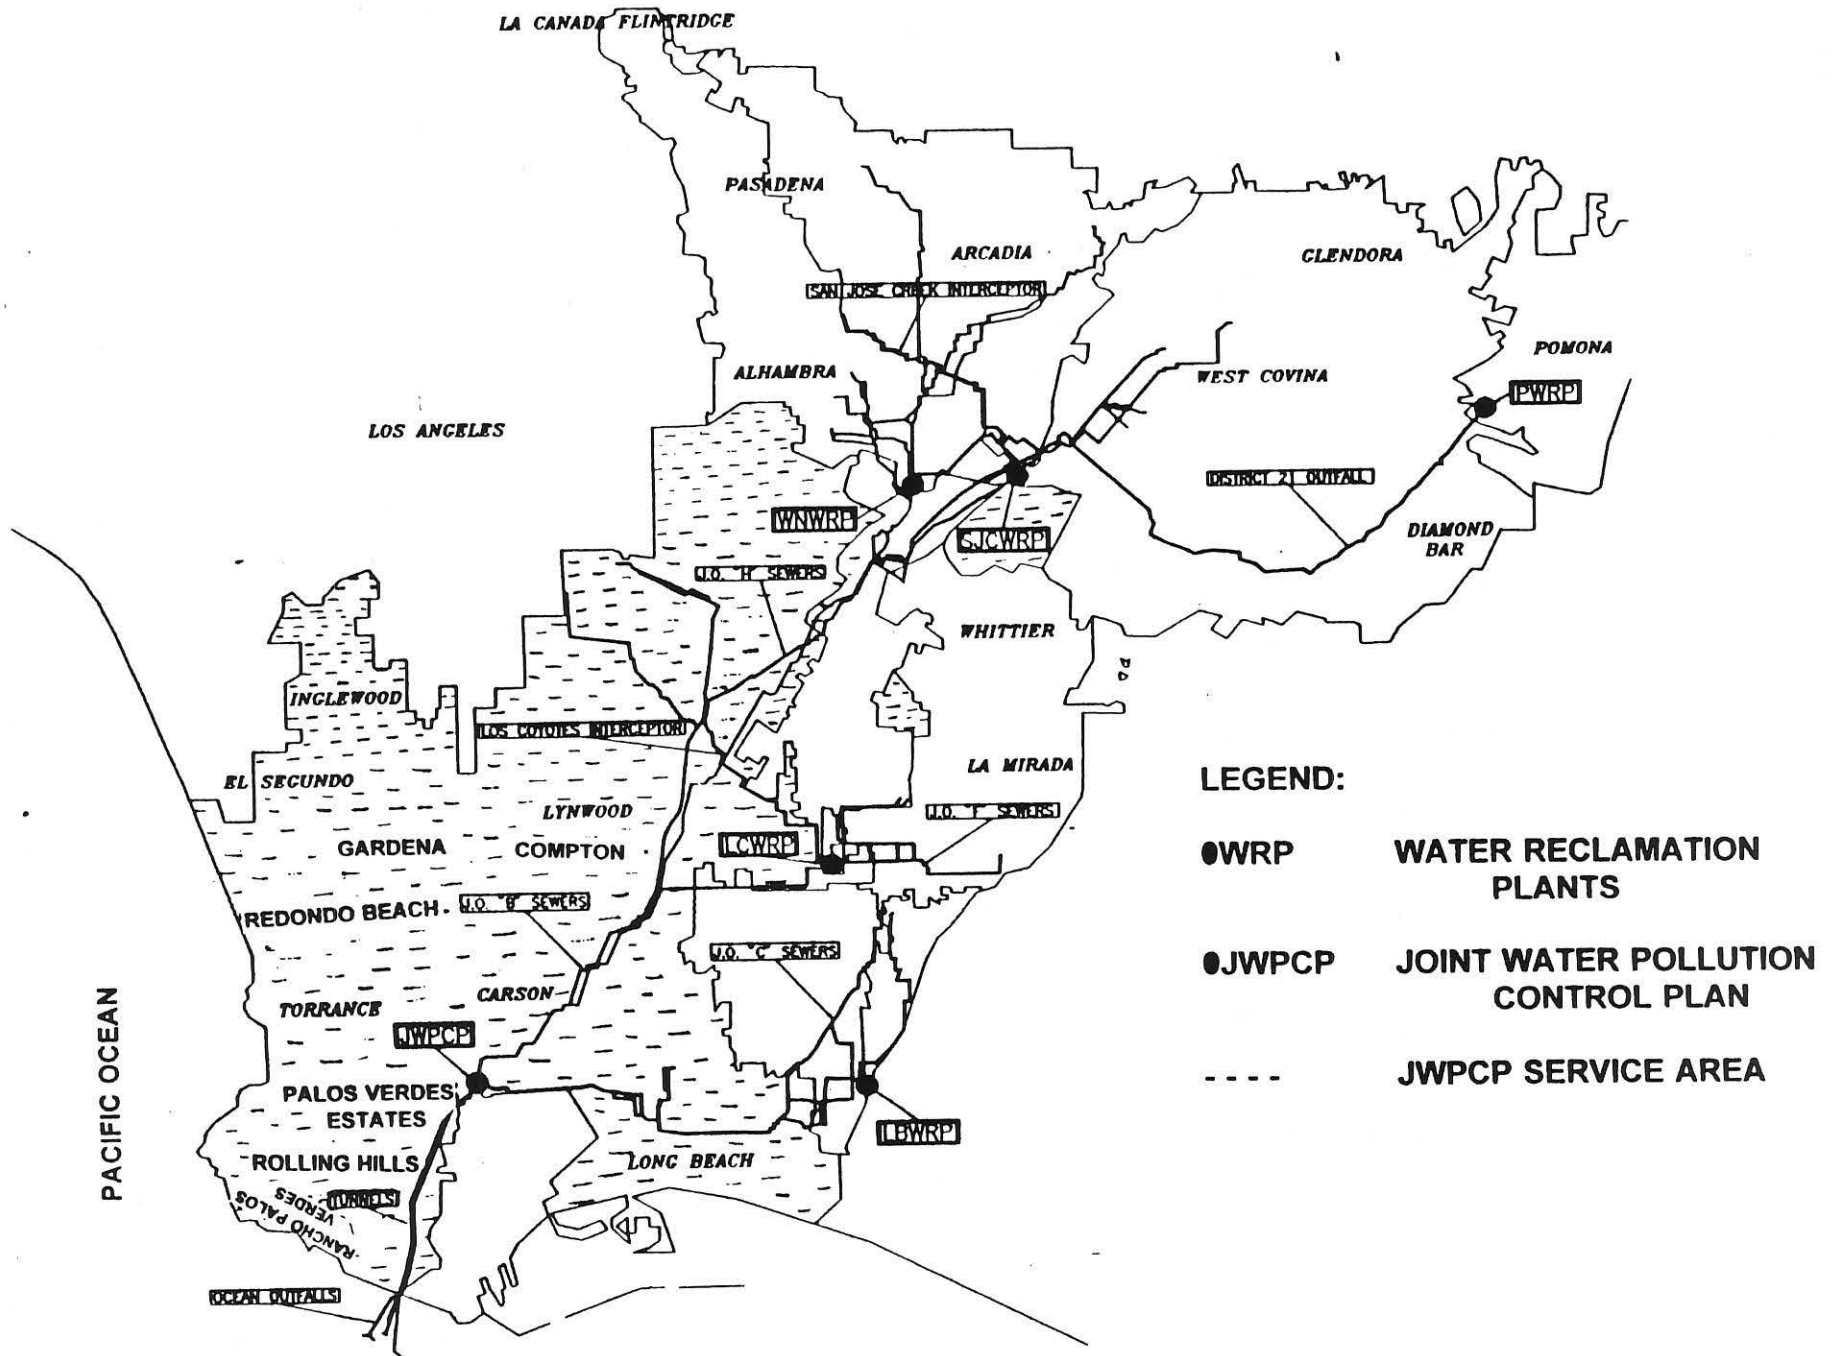 LA CANADA FLINTRIDGE
PASADENA
ARCADIA
GLENDORA
SAN JOSE CREEK INTERCEPTOR
POMONA
ALHAMBRA
WEST COVINA
PWRP
LOS ANGELES
DISTRICT 21 OUTFALL
WNWRP
SJCWRP
DIAMOND
BAR
J.O. "H" SEWERS
WHITTIER
INGLEWOOD
LOS COYOTES INTERCEPTOR
EL SEGUNDO
LA MIRADA
LYNWOOD
J.O. "F" SEWERS
GARDENA
COMPTON
LCWRP
REDONDO BEACH
J.O. "B" SEWERS
J.O. "C" SEWERS
TORRANCE
CARSON
JWPCP
PALOS VERDES
ESTATES
LBWRP
ROLLING HILLS
LONG BEACH
TUNNELS
RANCHO PALOS
VERDES
OCEAN OUTFALLS
PACIFIC OCEAN
LEGEND:
WRP WATER RECLAMATION
PLANTS
JWPCP JOINT WATER POLLUTION
CONTROL PLAN
---- JWPCP SERVICE AREA